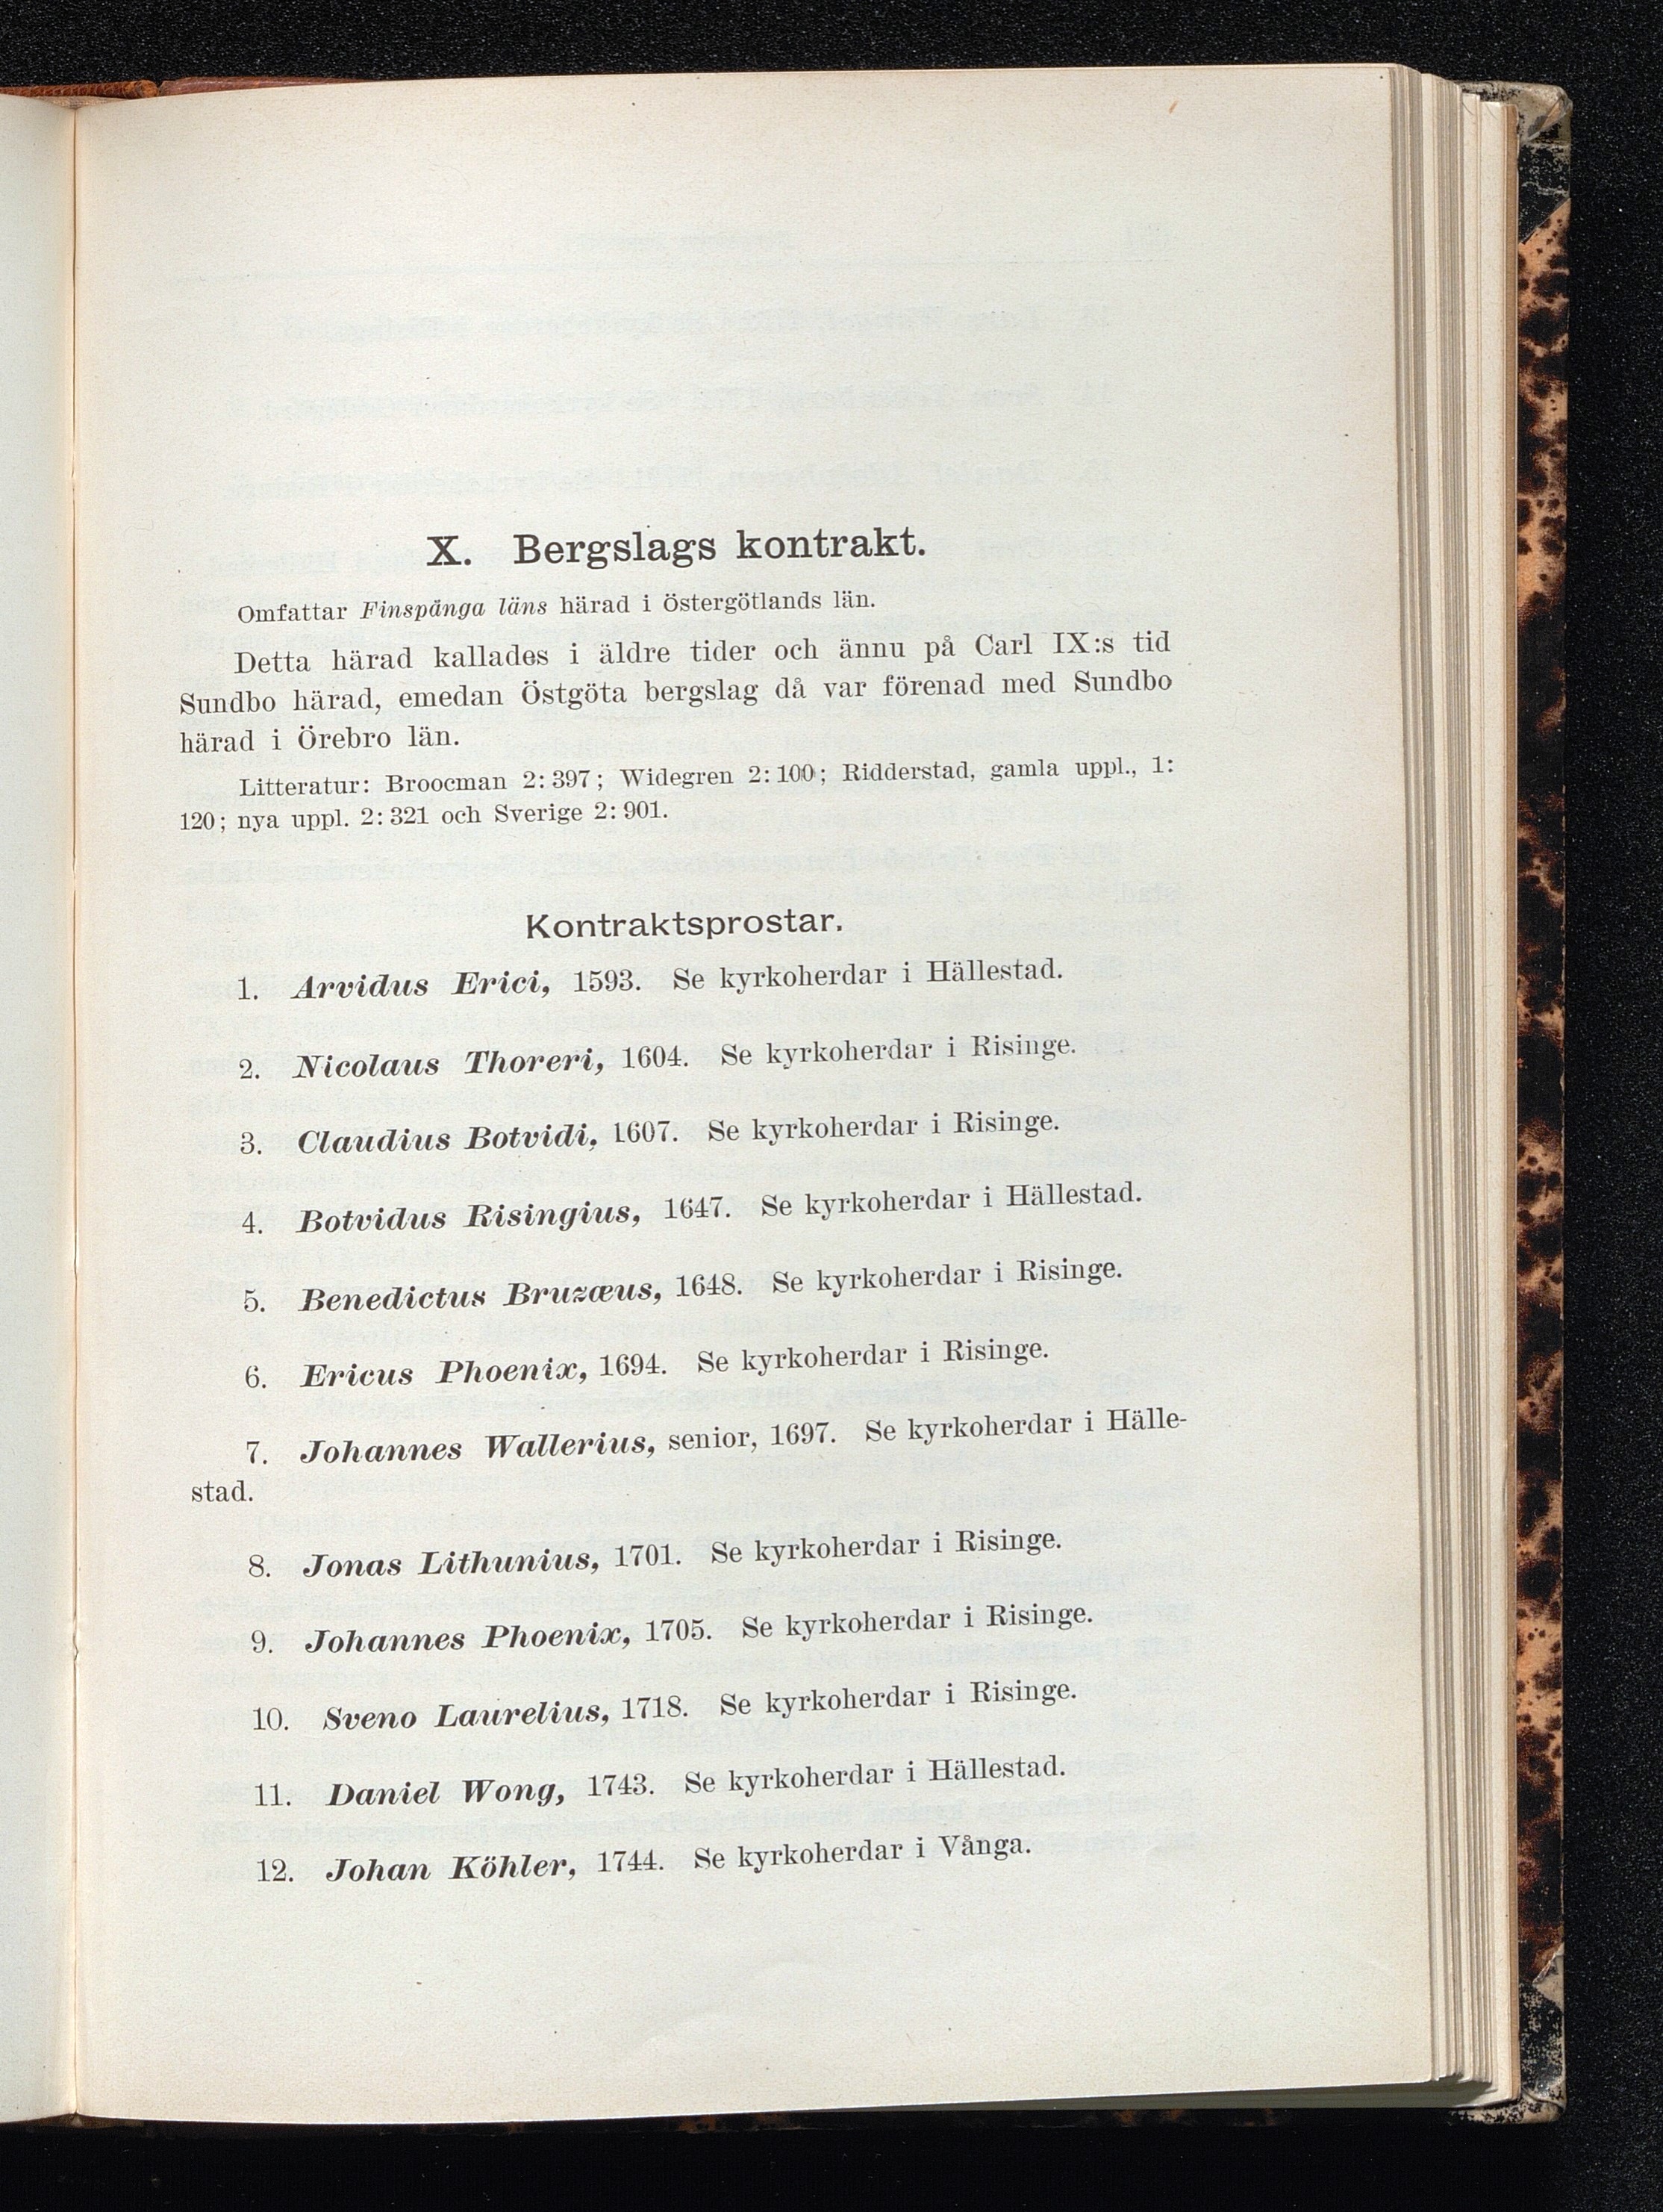 X. Bergslags kontrakt.
Omfattar Finspånga läns härad i Östergötlands län.
Detta härad kallades i äldre tider och ännu på Carl IX:s tid
Sundbo härad, emedan Östgöta bergslag då var förenad med Sundbo
härad i Örebro län.
Litteratur: Broocman 2: 397; Widegren 2: 100; Ridderstad, gamla uppl., 1:
120; nya uppl. 2: 321 och Sverige 2: 901.
Kontraktsprostar.
1. Arvidus Erici, 1593. Se kyrkoherdar i Hällestad.
2. Nicolaus Thoreri, 1604. Se kyrkoherdar i Risinge.
3. Claudius Botvidi, 1607. Se kyrkoherdar i Risinge.
4. Botvidus Risingius, 1647. Se kyrkoherdar i Hällestad.
5. Benedictus Bruzæus, 1648. Se kyrkoherdar i Risinge.
6. Ericus Phoenix, 1694. Se kyrkoherdar i Risinge.
7. Johannes Wallerius, senior, 1697. Se kyrkoherdar i Hälle-
stad.
8. Jonas Lithunius, 1701. Se kyrkoherdar i Risinge.
9. Johannes Phoenix, 1705. Se kyrkoherdar i Risinge.
10. Sveno Laurelius, 1718. Se kyrkoherdar i Risinge.
11. Daniel Wong, 1743. Se kyrkoherdar i Hällestad.
12. Johan Köhler, 1744. Se kyrkoherdar i Vånga.